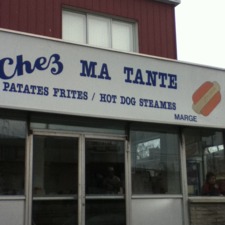 Chez MA TANTE
PATATES FRITES / HOT DOG STEAMES
MARGE